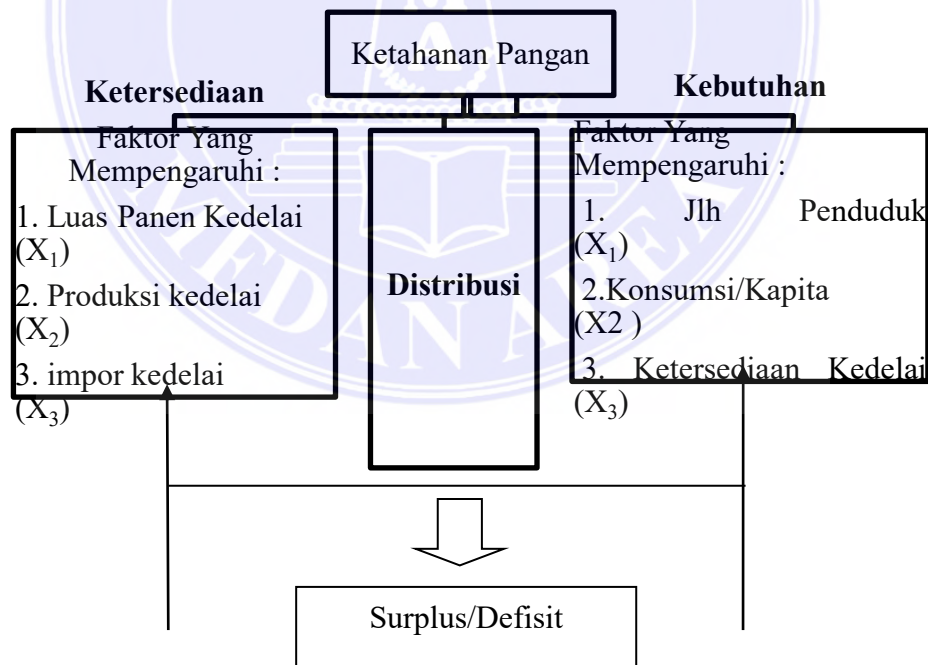 Ketahanan Pangan
Ketersediaan
Kebutuhan
Faktor Yang
Mempengaruhi :
1. Luas Panen Kedelai
(X₁)
2. Produksi kedelai
(X₂)
3. impor kedelai
(X₃)
Distribusi
Faktor Yang
Mempengaruhi :
1. Jlh Penduduk
(X₁)
2.Konsumsi/Kapita
(X2 )
3. Ketersediaan Kedelai
(X₃)
Surplus/Defisit
MEDAN AREA